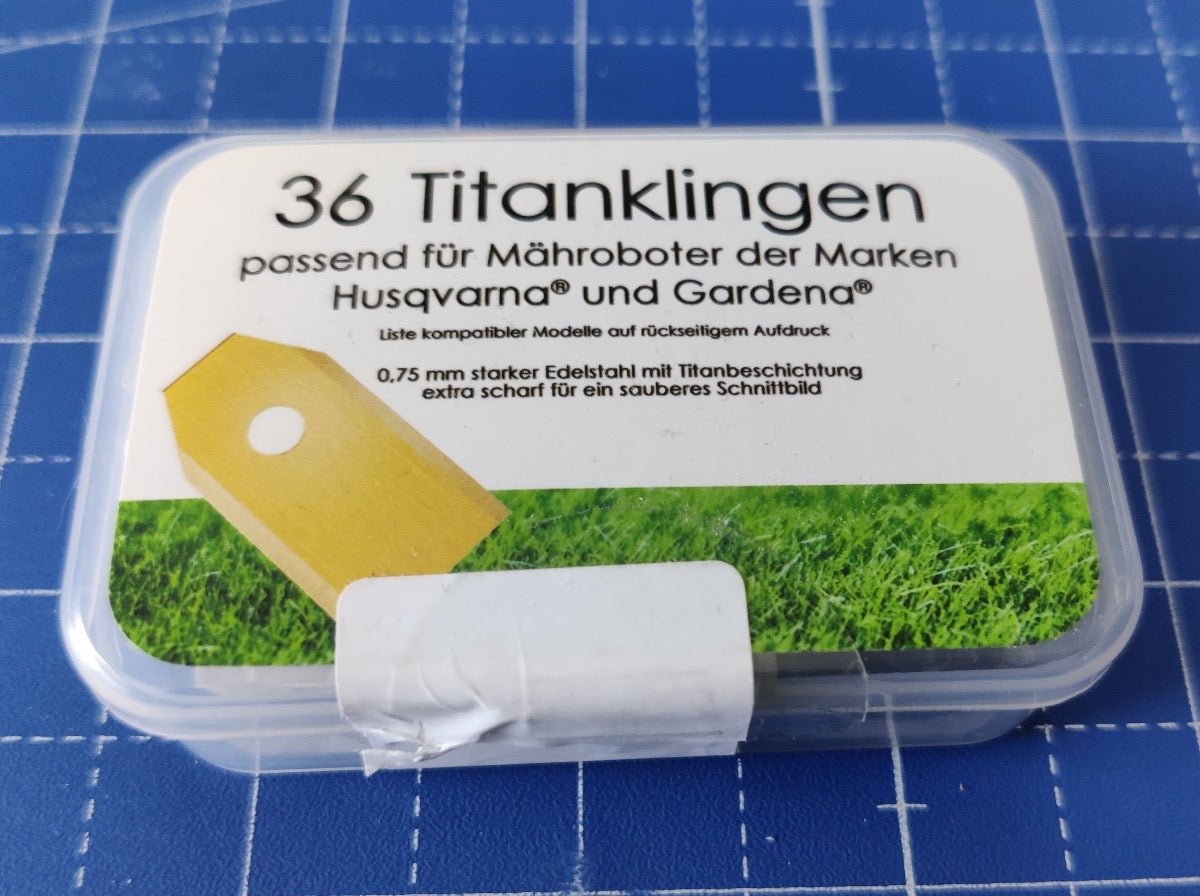 36 Titanklingen
passend für Mähroboter der Marken
Husqvarna® und Gardena®
Liste kompatibler Modelle auf rückseitigem Aufdruck
0,75 mm starker Edelstahl mit Titanbeschichtung
extra scharf für ein sauberes Schnittbild